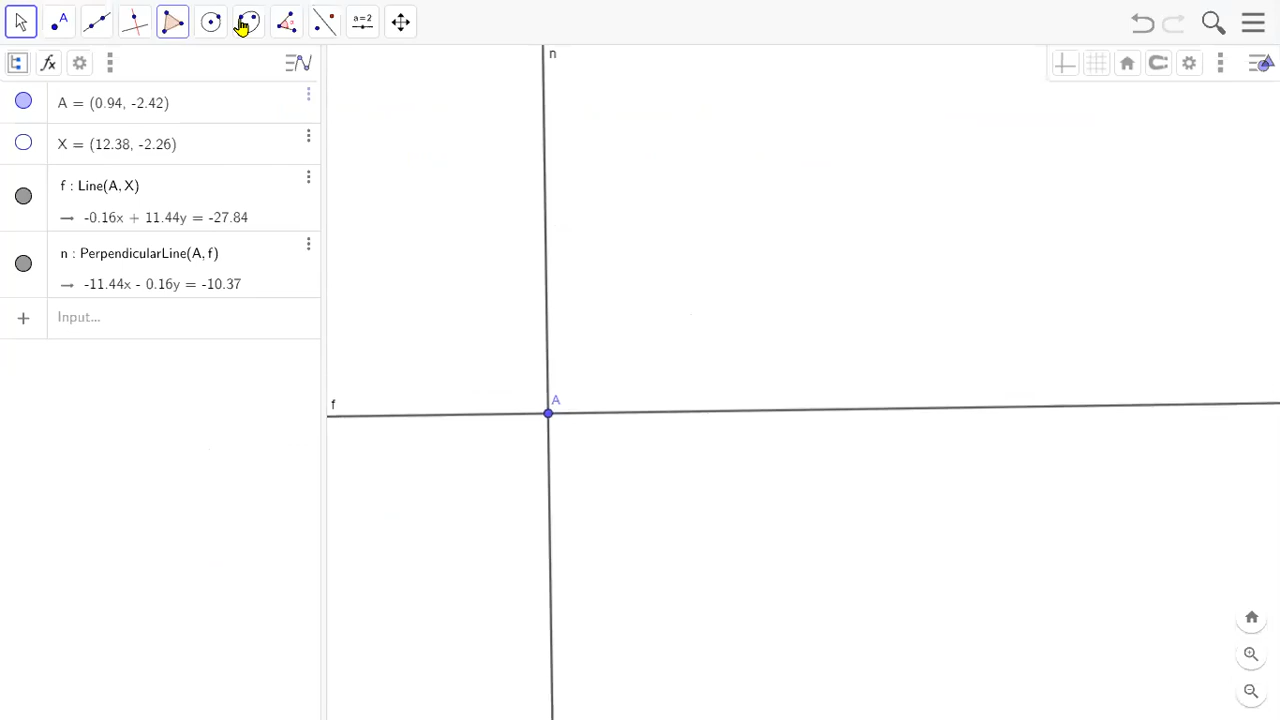 A
a=2
fx
A = (0.94, -2.42)
X = (12.38, -2.26)
f : Line(A, X)
→ -0.16x + 11.44y = -27.84
n : PerpendicularLine(A, f)
→ -11.44x - 0.16y = -10.37
+ Input...
n
f
A